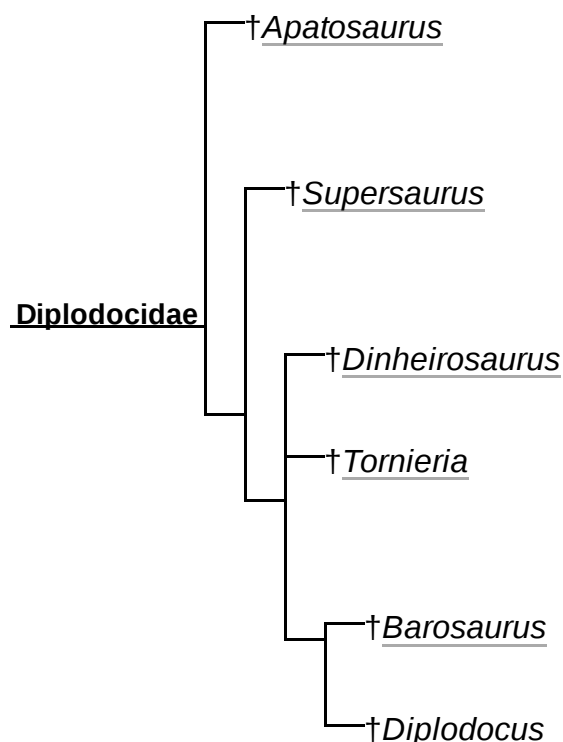 †Apatosaurus
†Supersaurus
Diplodocidae
†Dinheirosaurus
†Tornieria
†Barosaurus
†Diplodocus